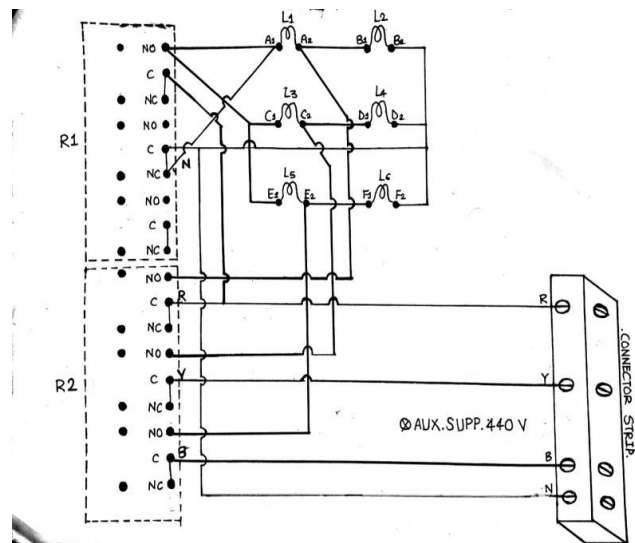 L1 L2
NO A1 A2 B1 B2
C
L3 L4
NC
NO C1 C2 D1 D2
R1
C
N
NC L5 L6
NO E1 E2 F1 F2
C
NC
NO
C R R
NC
NO
CONNECTOR STRIP.
R2 C Y Y
NC
NO ⊗ AUX. SUPP. 440 V
C B B
NC N